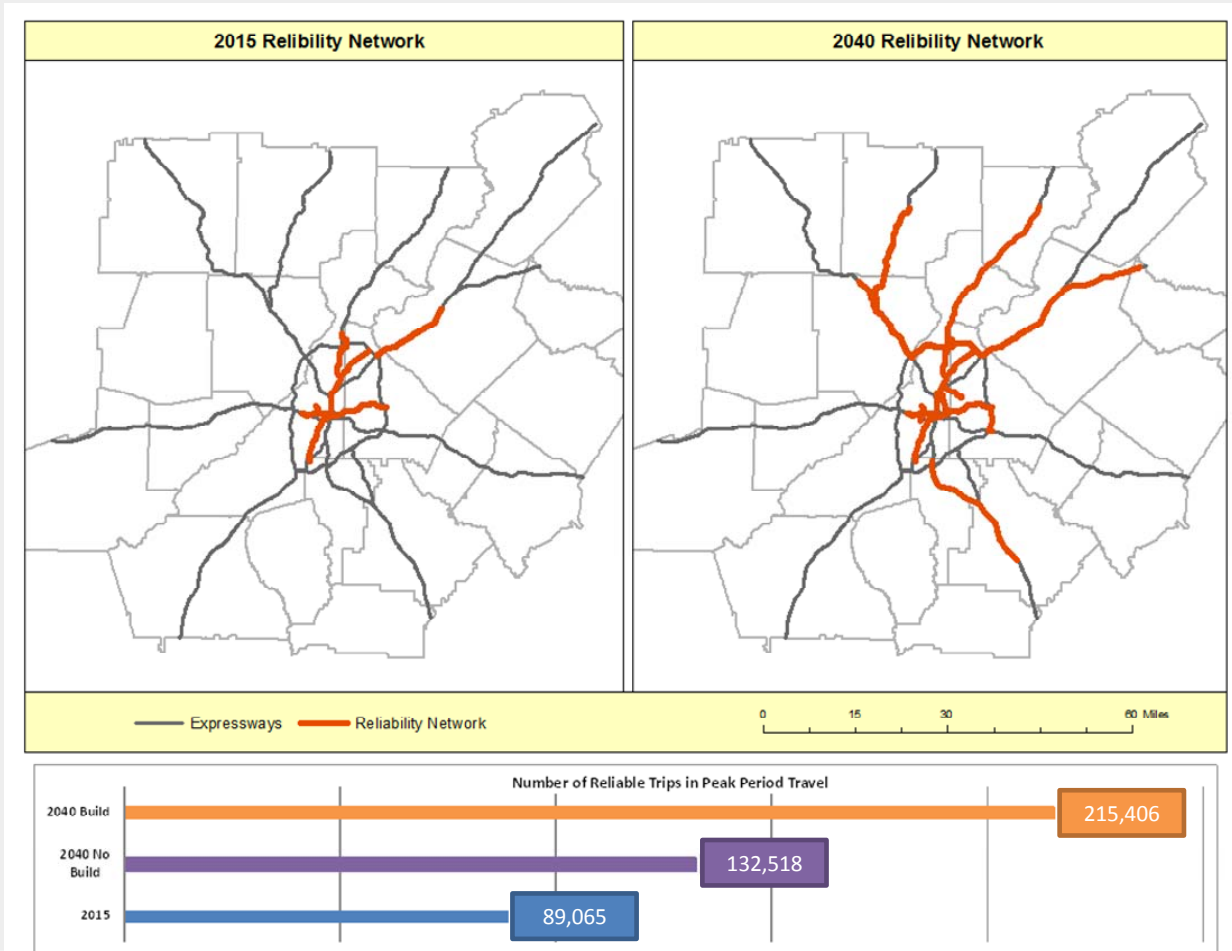 2015 Relibility Network
2040 Relibility Network
Expressways
Reliability Network
0 15 30 60 Miles
Number of Reliable Trips in Peak Period Travel
2040 Build
215,406
2040 No
Build
132,518
2015
89,065